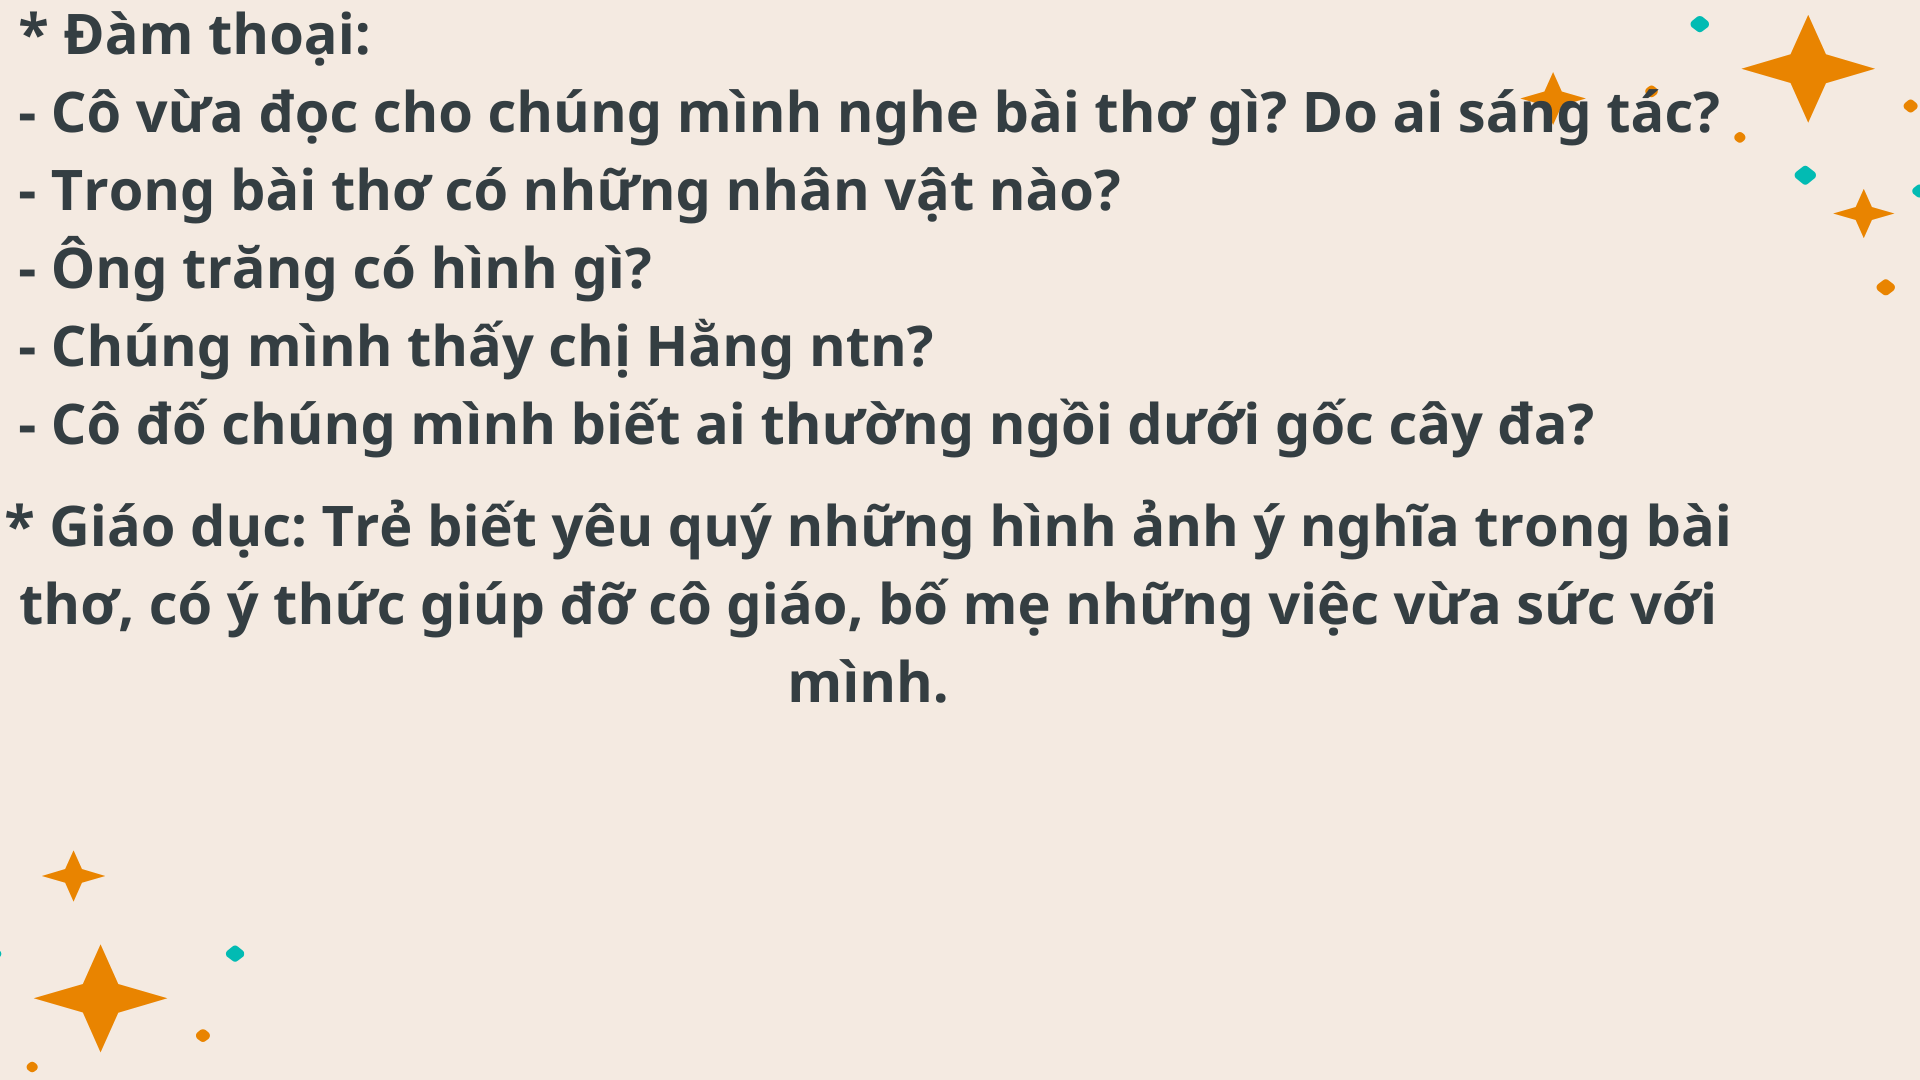 * Đàm thoại:
- Cô vừa đọc cho chúng mình nghe bài thơ gì? Do ai sáng tác?
- Trong bài thơ có những nhân vật nào?
- Ông trăng có hình gì?
- Chúng mình thấy chị Hằng ntn?
- Cô đố chúng mình biết ai thường ngồi dưới gốc cây đa?
* Giáo dục: Trẻ biết yêu quý những hình ảnh ý nghĩa trong bài
thơ, có ý thức giúp đỡ cô giáo, bố mẹ những việc vừa sức với
mình.